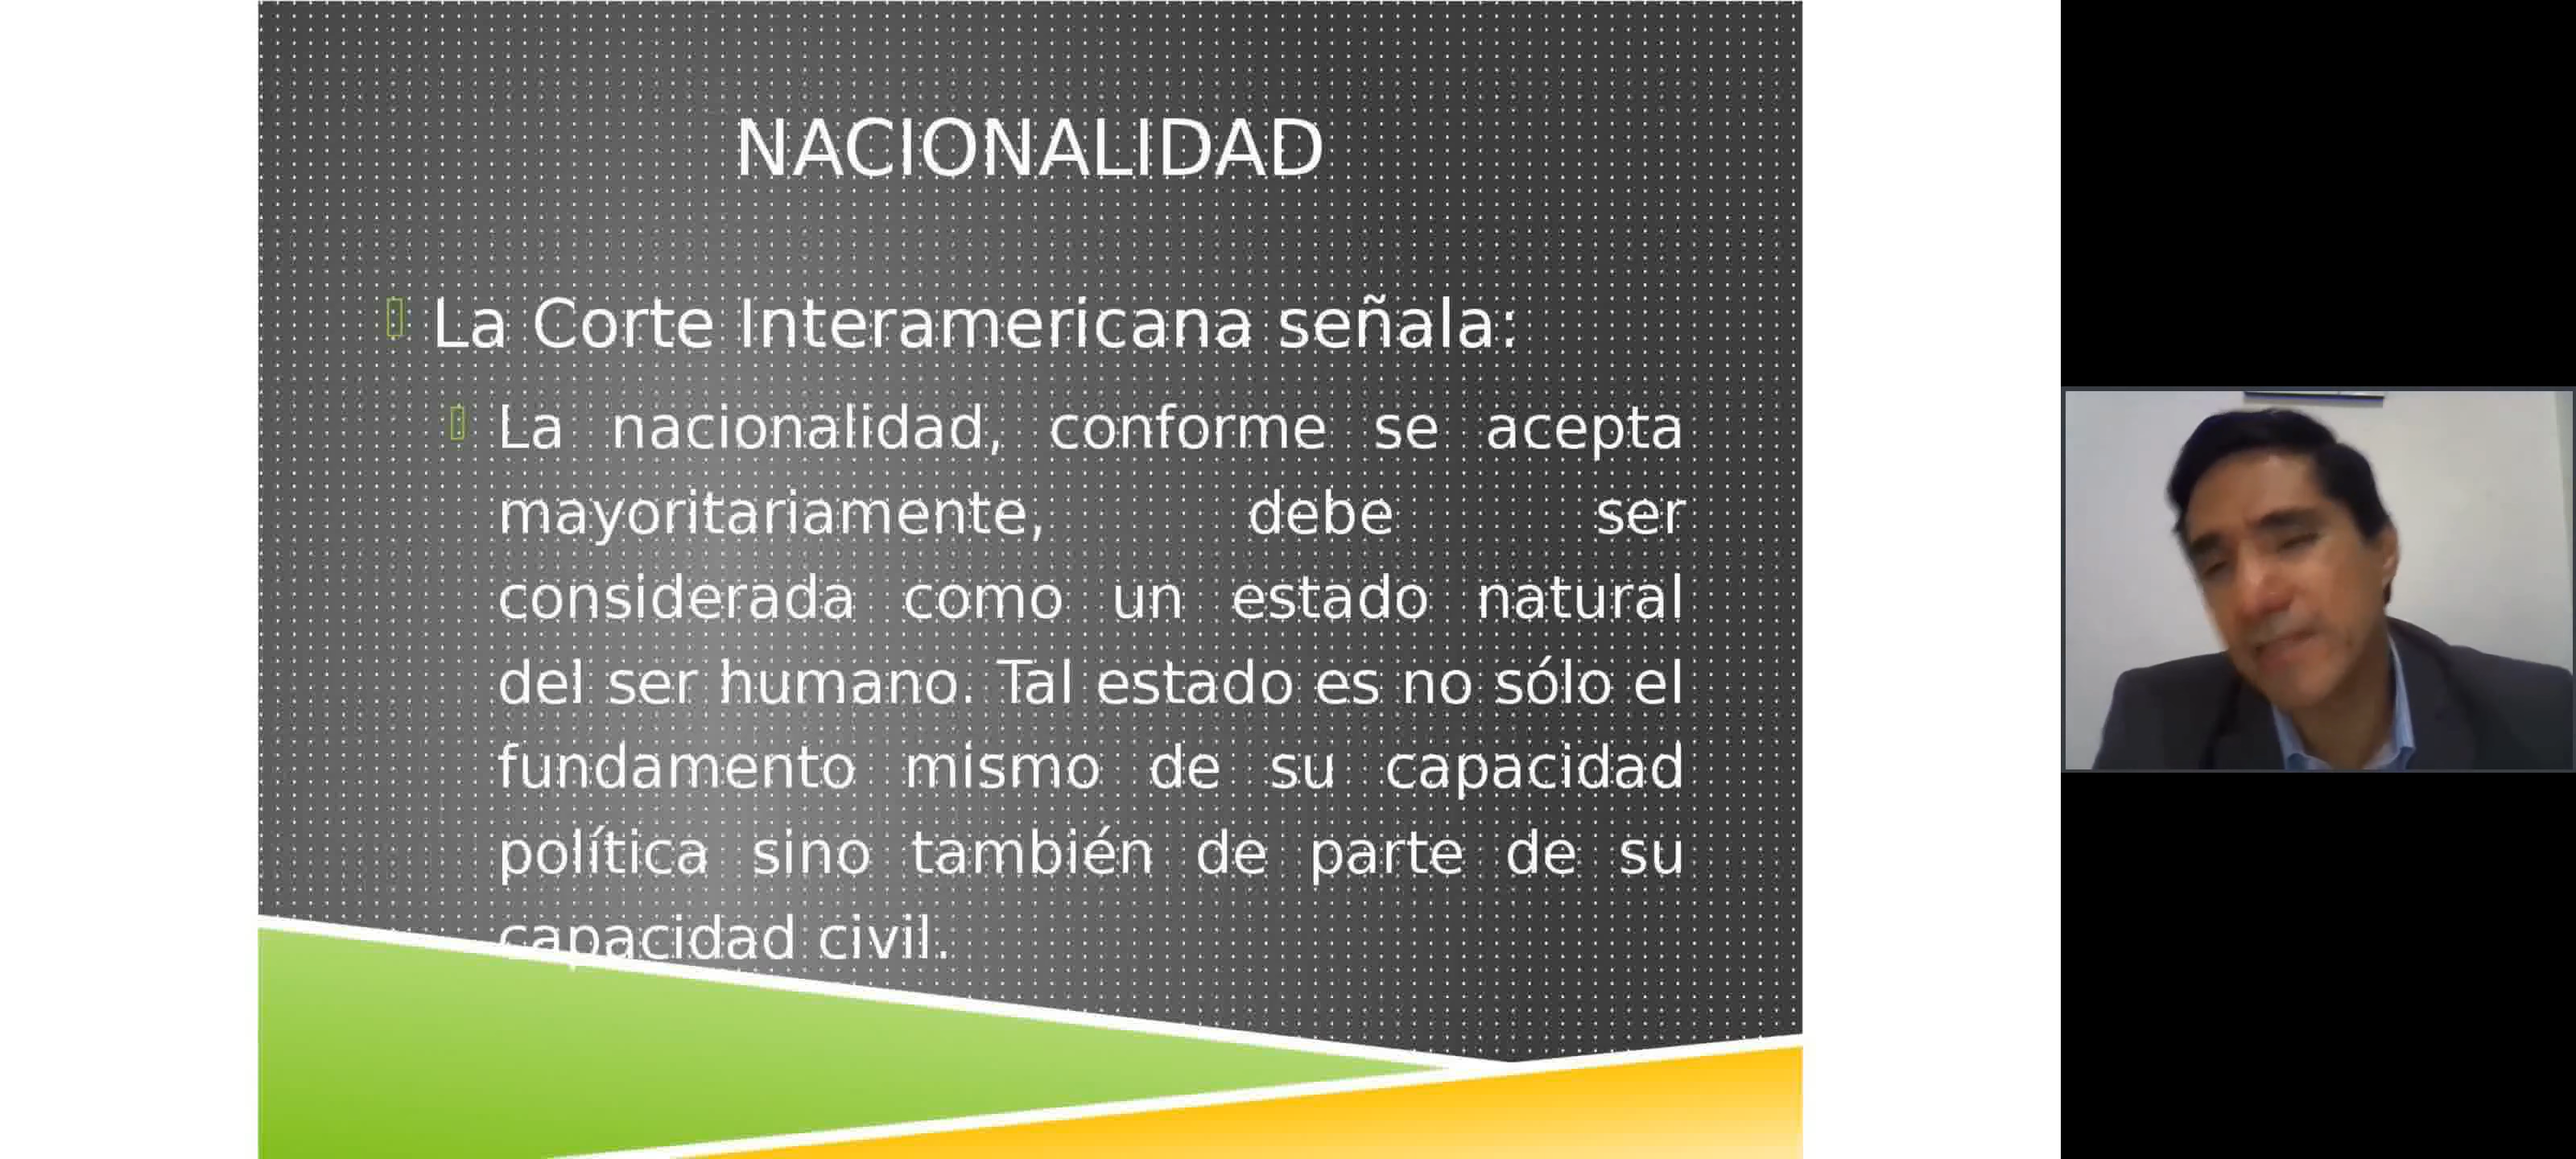 NACIONALIDAD
La Corte Interamericana señala:
La nacionalidad, conforme se acepta
mayoritariamente, debe ser
considerada como un estado natural
del ser humano. Tal estado es no sólo el
fundamento mismo de su capacidad
política sino también de parte de su
capacidad civil.